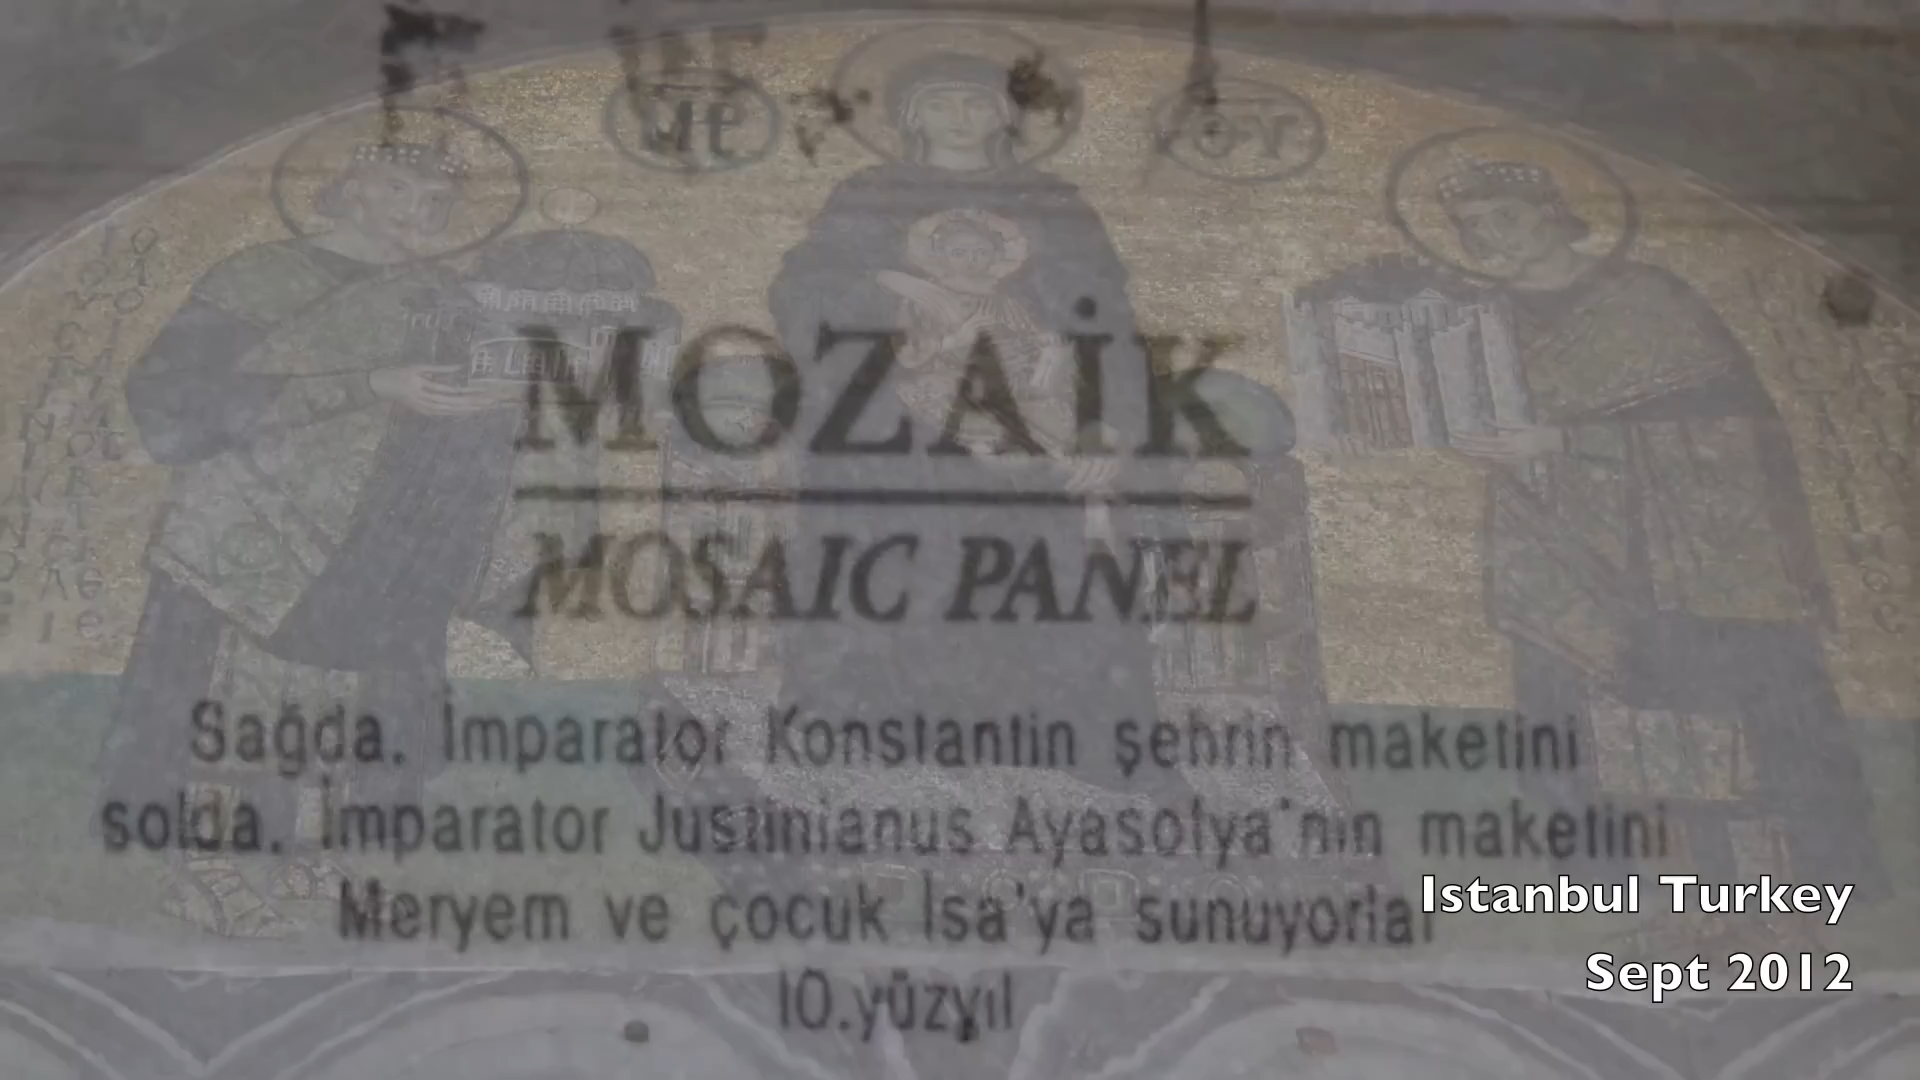 MOZAİK
MOSAIC PANEL
Sağda, İmparator Konstantin şehrin maketini
solda, İmparator Justinianus Ayasofya'nın maketini
Meryem ve çocuk İsa'ya sunuyorlar
10.yüzyıl
Istanbul Turkey
Sept 2012